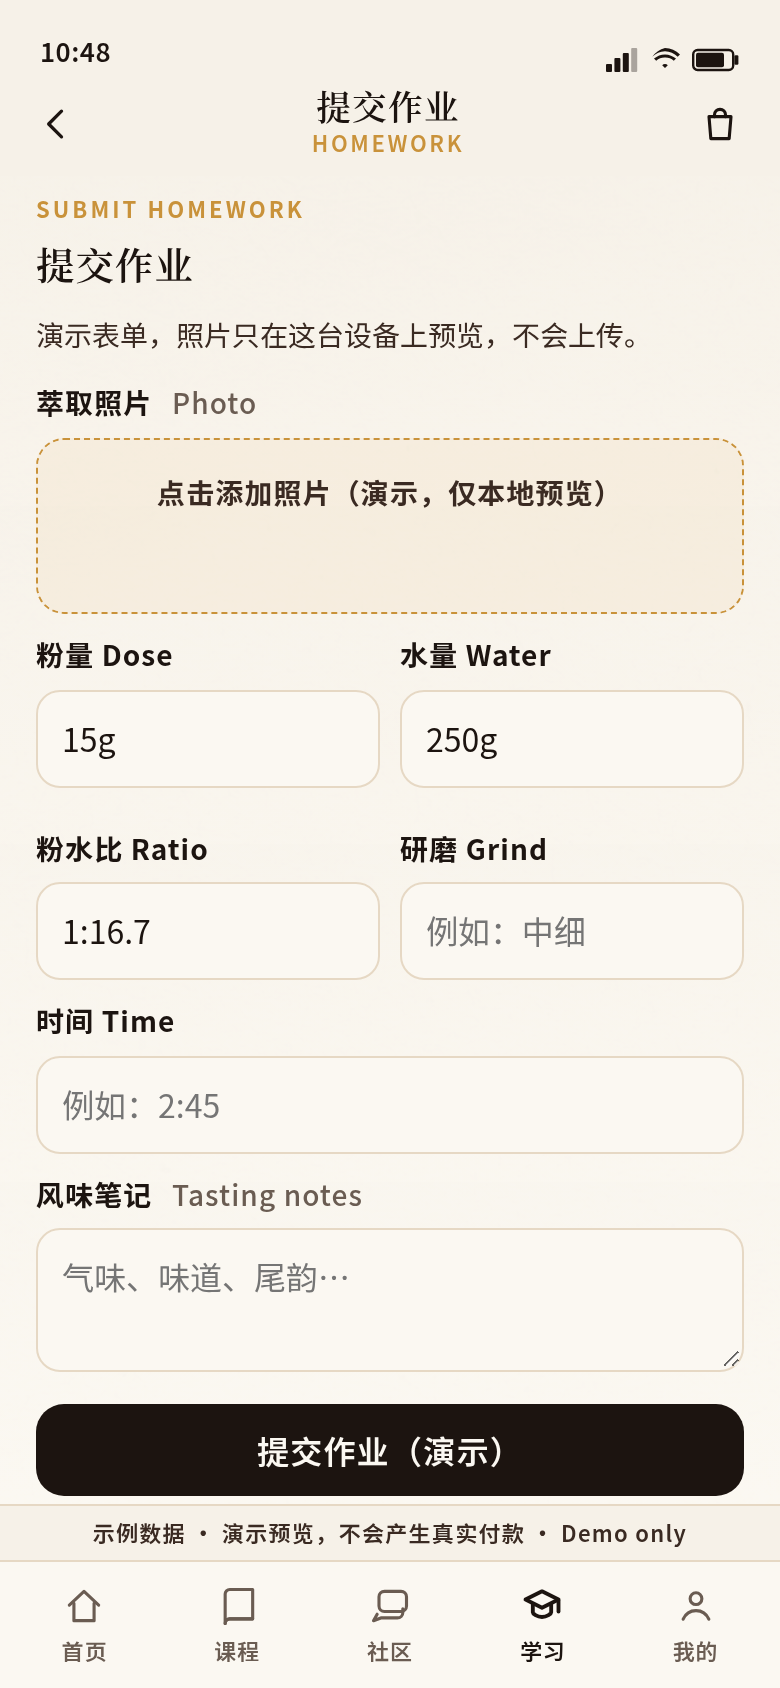 10:48
提交作业
HOMEWORK
SUBMIT HOMEWORK
提交作业
演示表单，照片只在这台设备上预览，不会上传。
萃取照片 Photo
点击添加照片（演示，仅本地预览）
粉量 Dose
水量 Water
15g
250g
粉水比 Ratio
研磨 Grind
1:16.7
例如：中细
时间 Time
例如：2:45
风味笔记 Tasting notes
气味、味道、尾韵…
提交作业（演示）
示例数据 • 演示预览，不会产生真实付款 • Demo only
首页
课程
社区
学习
我的